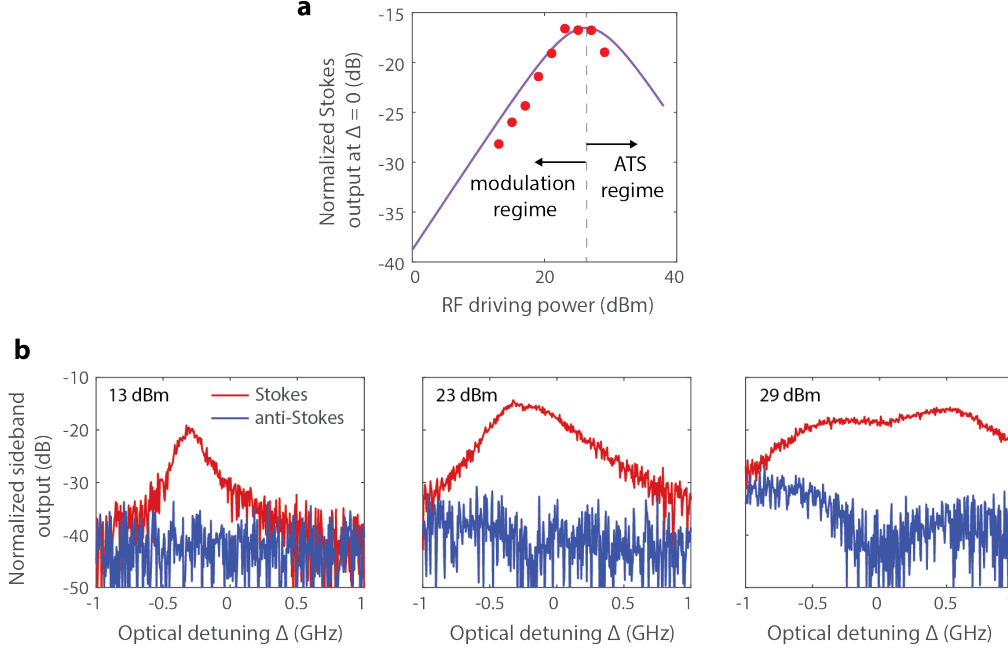 a
Normalized Stokes
output at Δ = 0 (dB)
-15
-20
-25
-30
-35
-40
0
20
40
modulation
regime
ATS
regime
RF driving power (dBm)
b
Normalized sideband
output (dB)
-10
-20
-30
-40
-50
13 dBm
Stokes
anti-Stokes
-1
-0.5
0
0.5
1
Optical detuning Δ (GHz)
23 dBm
-1
-0.5
0
0.5
1
Optical detuning Δ (GHz)
29 dBm
-1
-0.5
0
0.5
1
Optical detuning Δ (GHz)